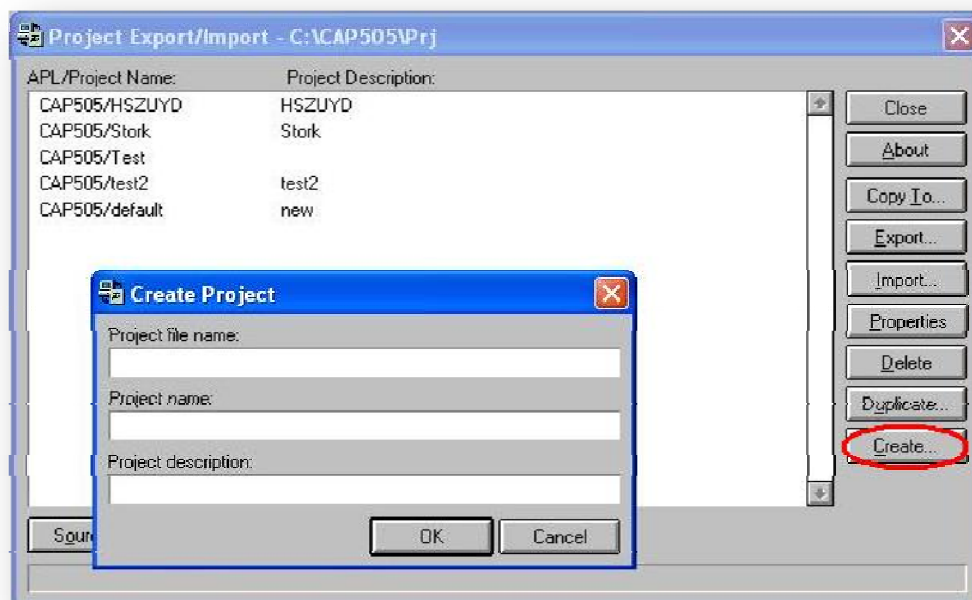 Project Export/Import - C:\CAP505\Prj
APL/Project Name: Project Description:
CAP505/HSZUYD HSZUYD
CAP505/Stork Stork
CAP505/Test
CAP505/test2 test2
CAP505/default new
Close
About
Copy To...
Export...
Import...
Properties
Delete
Duplicate...
Create...
Create Project
Project file name:
Project name:
Project description:
OK Cancel